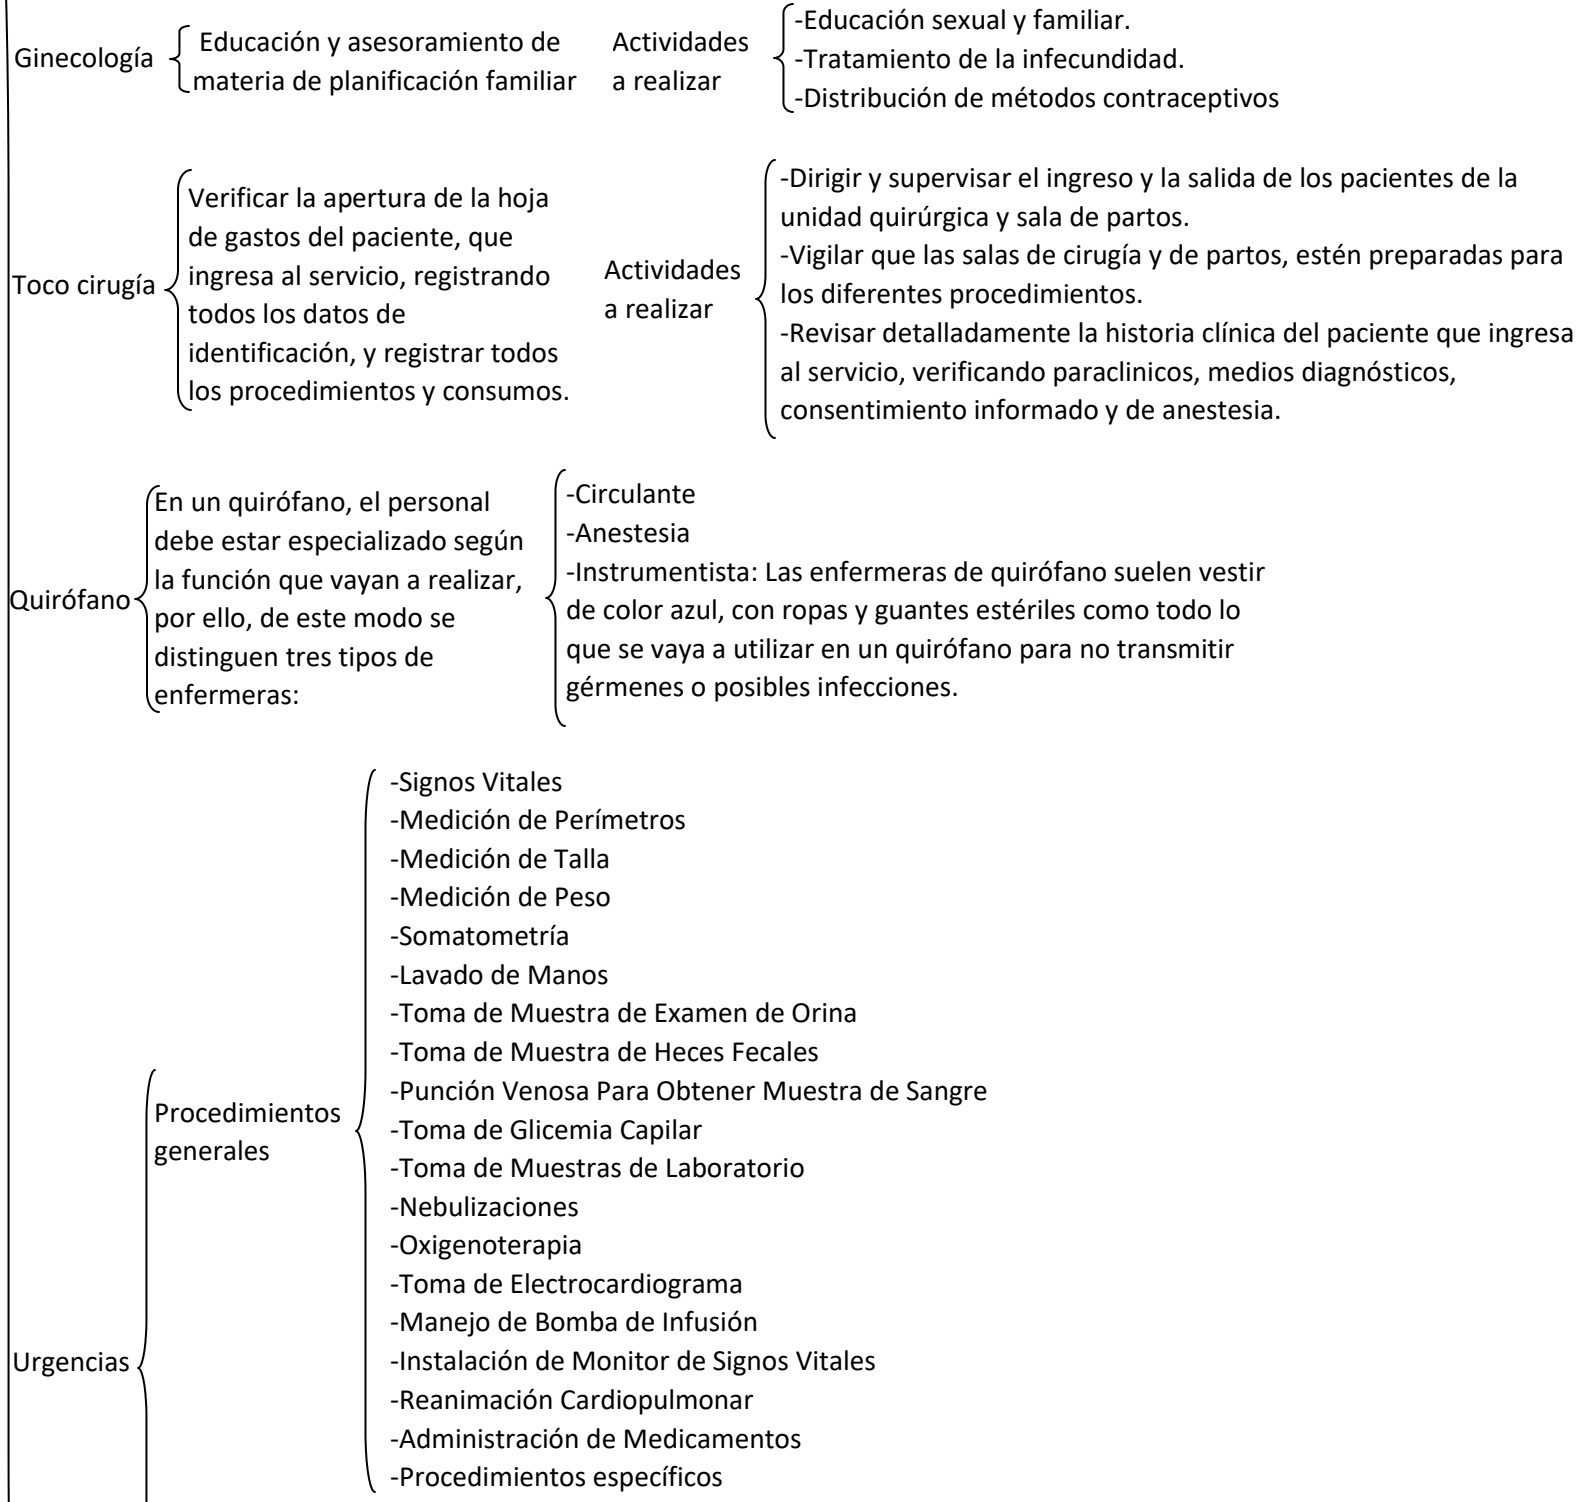 Ginecología
Educación y asesoramiento de
materia de planificación familiar
Actividades
a realizar
-Educación sexual y familiar.
-Tratamiento de la infecundidad.
-Distribución de métodos contraceptivos
Toco cirugía
Verificar la apertura de la hoja
de gastos del paciente, que
ingresa al servicio, registrando
todos los datos de
identificación, y registrar todos
los procedimientos y consumos.
Actividades
a realizar
-Dirigir y supervisar el ingreso y la salida de los pacientes de la
unidad quirúrgica y sala de partos.
-Vigilar que las salas de cirugía y de partos, estén preparadas para
los diferentes procedimientos.
-Revisar detalladamente la historia clínica del paciente que ingresa
al servicio, verificando paraclinicos, medios diagnósticos,
consentimiento informado y de anestesia.
Quirófano
En un quirófano, el personal
debe estar especializado según
la función que vayan a realizar,
por ello, de este modo se
distinguen tres tipos de
enfermeras:
-Circulante
-Anestesia
-Instrumentista: Las enfermeras de quirófano suelen vestir
de color azul, con ropas y guantes estériles como todo lo
que se vaya a utilizar en un quirófano para no transmitir
gérmenes o posibles infecciones.
Urgencias
Procedimientos
generales
-Signos Vitales
-Medición de Perímetros
-Medición de Talla
-Medición de Peso
-Somatometría
-Lavado de Manos
-Toma de Muestra de Examen de Orina
-Toma de Muestra de Heces Fecales
-Punción Venosa Para Obtener Muestra de Sangre
-Toma de Glicemia Capilar
-Toma de Muestras de Laboratorio
-Nebulizaciones
-Oxigenoterapia
-Toma de Electrocardiograma
-Manejo de Bomba de Infusión
-Instalación de Monitor de Signos Vitales
-Reanimación Cardiopulmonar
-Administración de Medicamentos
-Procedimientos específicos